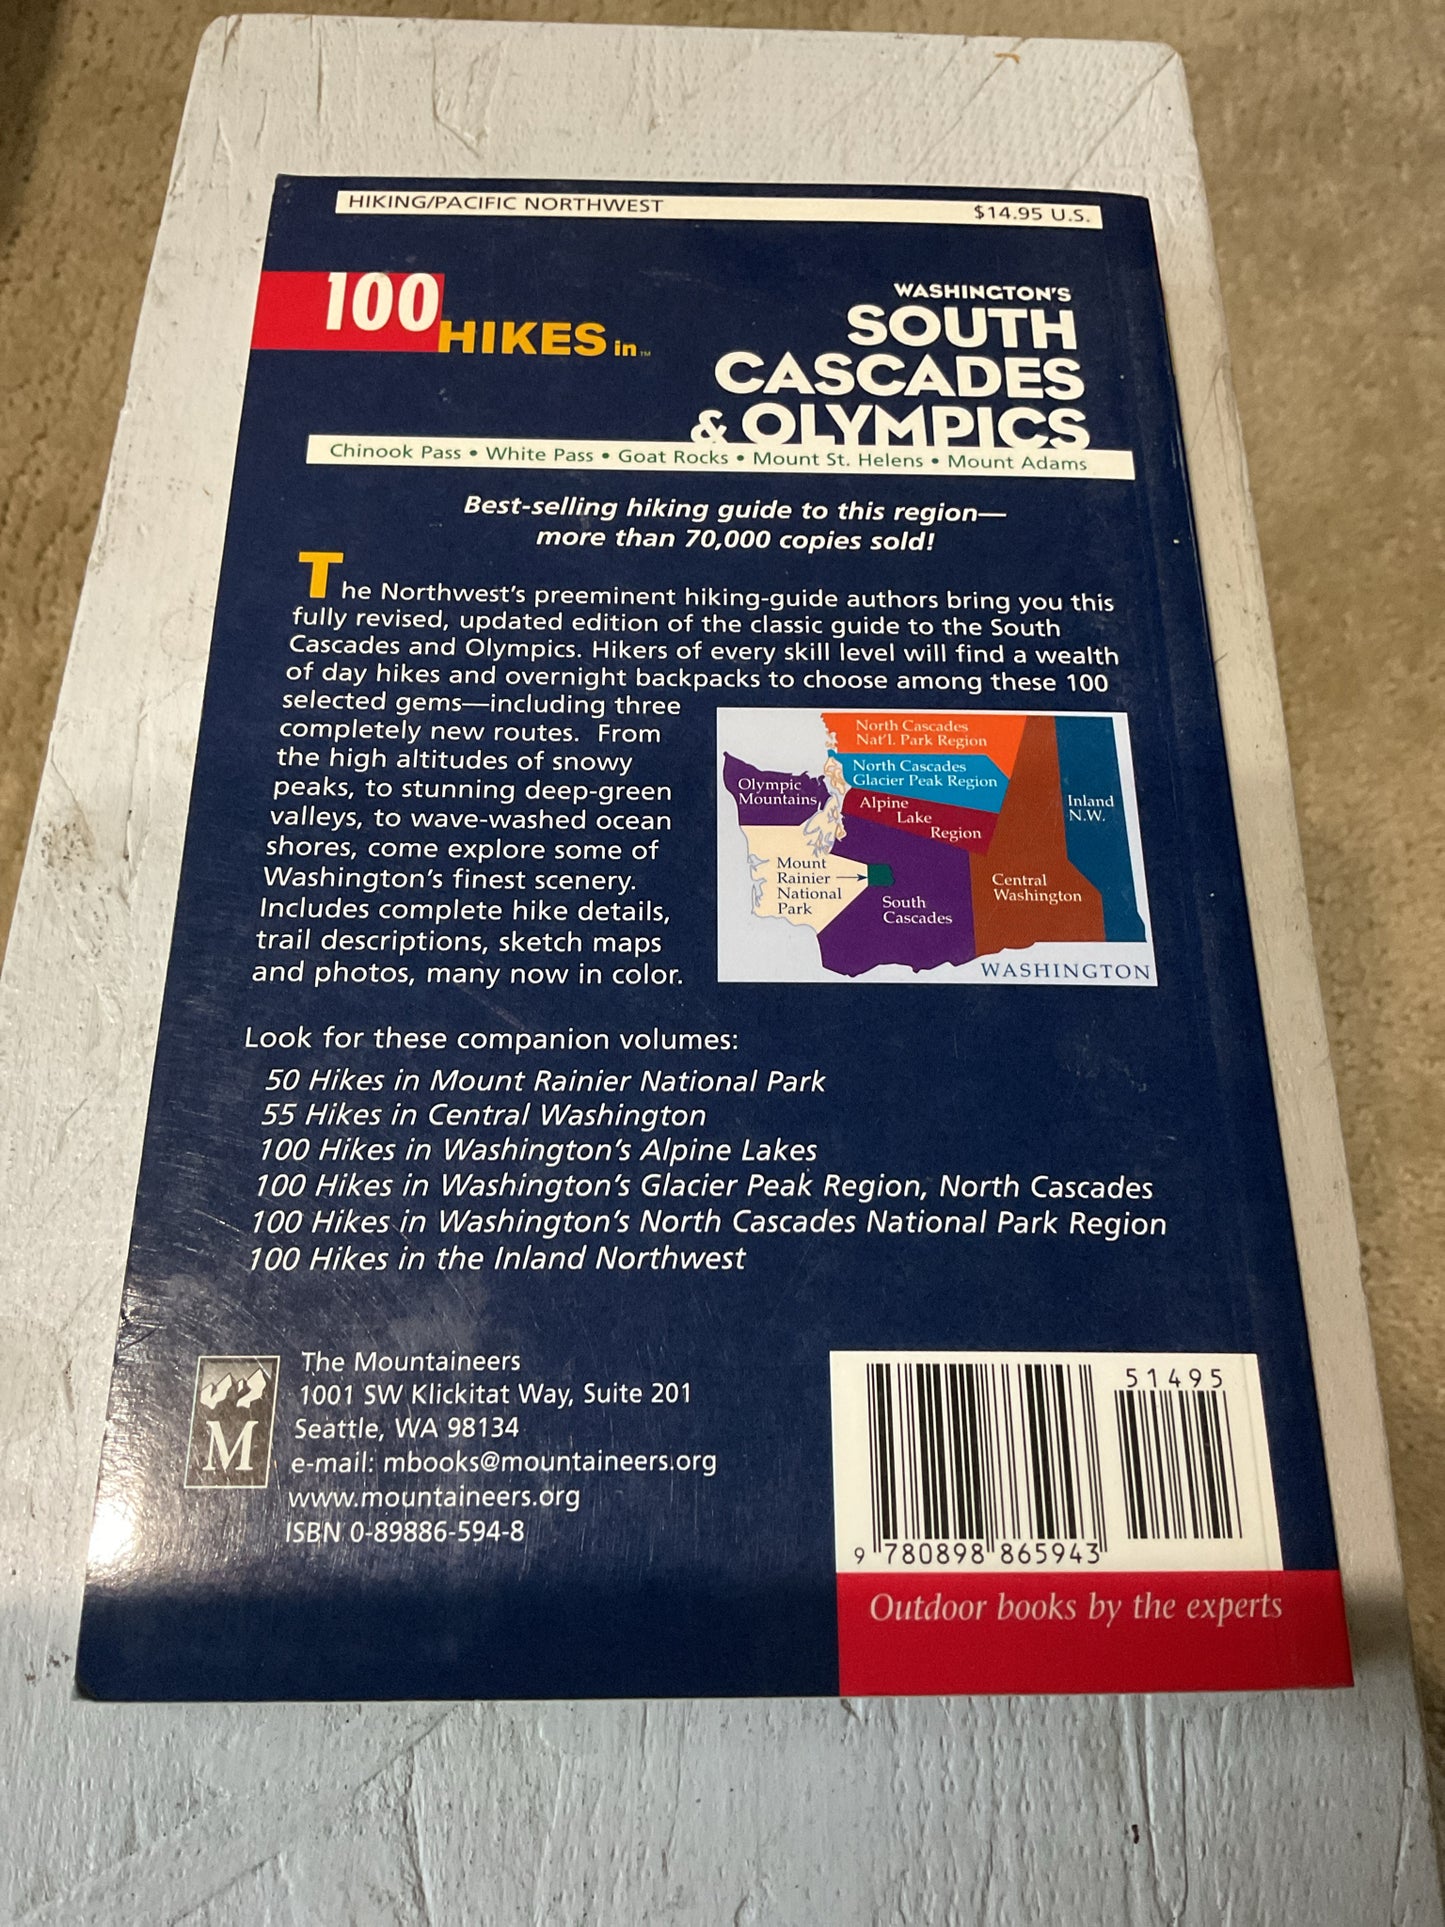 HIKING/PACIFIC NORTHWEST
$14.95 U.S.
100
HIKES in™
WASHINGTON'S
SOUTH
CASCADES
& OLYMPICS
Chinook Pass • White Pass • Goat Rocks • Mount St. Helens • Mount Adams
Best-selling hiking guide to this region—
more than 70,000 copies sold!
The Northwest's preeminent hiking-guide authors bring you this
fully revised, updated edition of the classic guide to the South
Cascades and Olympics. Hikers of every skill level will find a wealth
of day hikes and overnight backpacks to choose among these 100
selected gems—including three
completely new routes. From
the high altitudes of snowy
peaks, to stunning deep-green
valleys, to wave-washed ocean
shores, come explore some of
Washington's finest scenery.
Includes complete hike details,
trail descriptions, sketch maps
and photos, many now in color.
North Cascades
Nat'l. Park Region
North Cascades
Glacier Peak Region
Olympic
Mountains
Alpine
Lake
Region
Inland
N.W.
Mount
Rainier
National
Park
South
Cascades
Central
Washington
WASHINGTON
Look for these companion volumes:
50 Hikes in Mount Rainier National Park
55 Hikes in Central Washington
100 Hikes in Washington's Alpine Lakes
100 Hikes in Washington's Glacier Peak Region, North Cascades
100 Hikes in Washington's North Cascades National Park Region
100 Hikes in the Inland Northwest
M
The Mountaineers
1001 SW Klickitat Way, Suite 201
Seattle, WA 98134
e-mail: mbooks@mountaineers.org
www.mountaineers.org
ISBN 0-89886-594-8
51495
9 780898 865943
Outdoor books by the experts